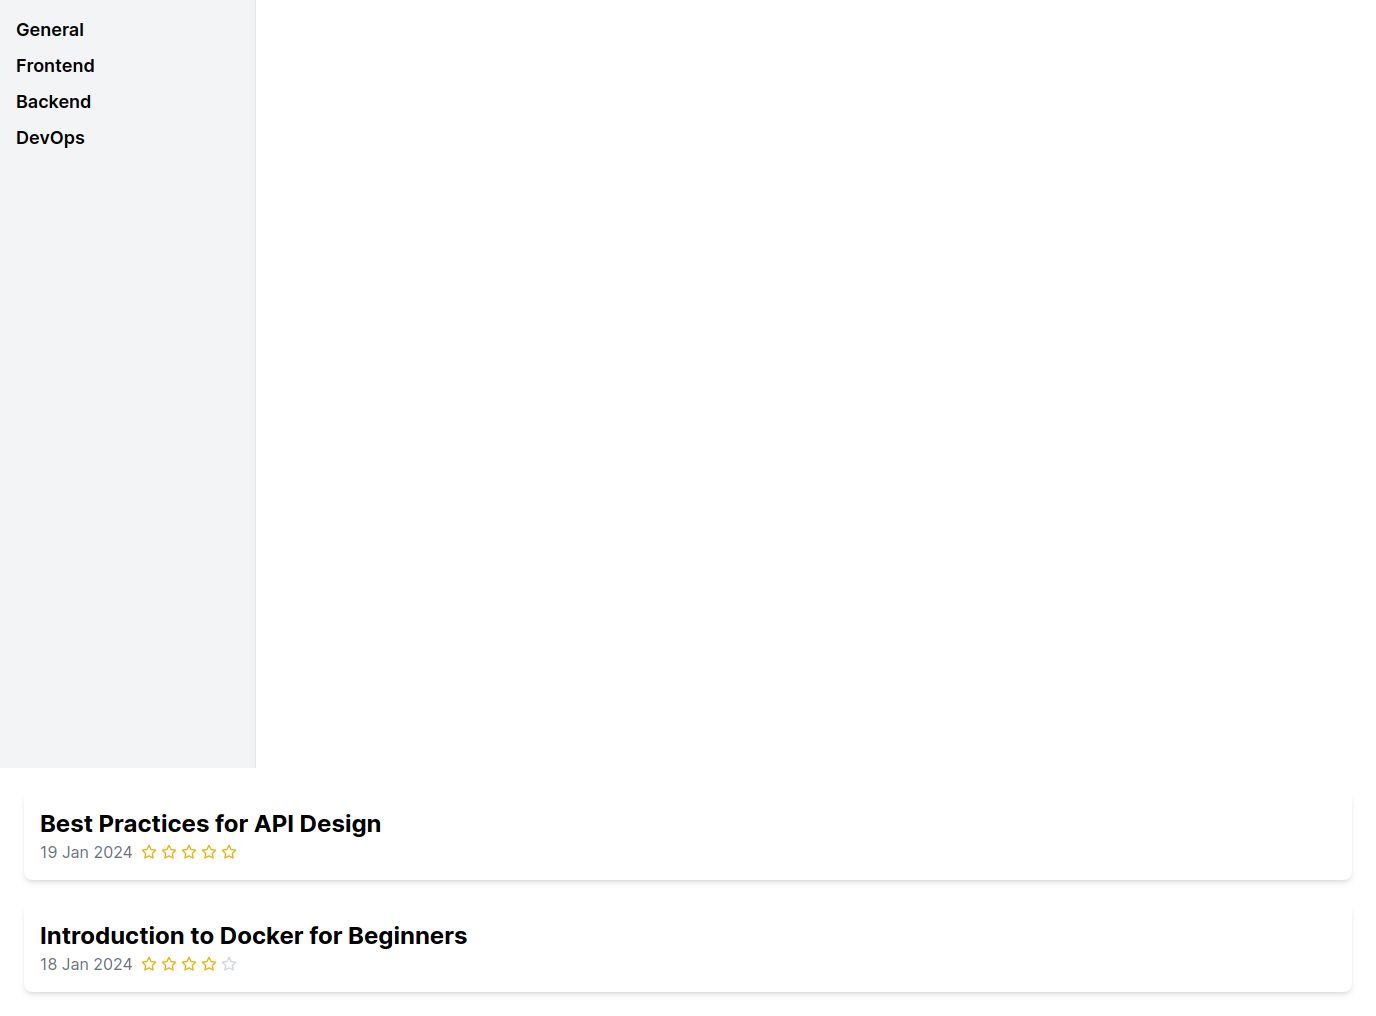 General
Frontend
Backend
DevOps
Best Practices for API Design
19 Jan 2024
Introduction to Docker for Beginners
18 Jan 2024